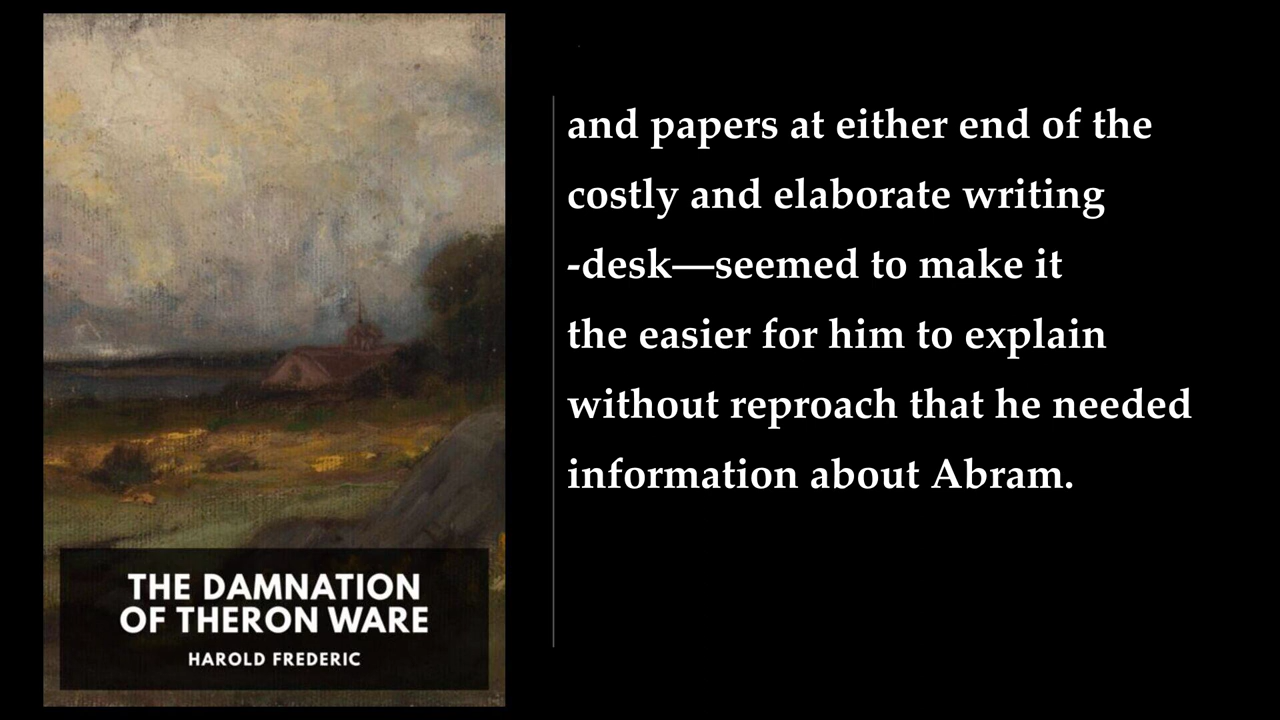 and papers at either end of the
costly and elaborate writing
-desk—seemed to make it
the easier for him to explain
without reproach that he needed
information about Abram.
THE DAMNATION
OF THERON WARE
HAROLD FREDERIC